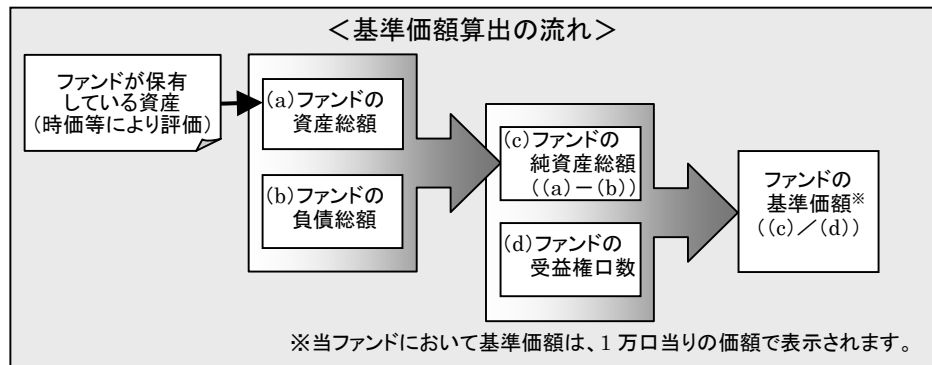 ＜基準価額算出の流れ＞
ファンドが保有
している資産
（時価等により評価）
(a)ファンドの
資産総額
(b)ファンドの
負債総額
(c)ファンドの
純資産総額
((a)－(b))
(d)ファンドの
受益権口数
ファンドの
基準価額※
((c)／(d))
※当ファンドにおいて基準価額は、1万口当りの価額で表示されます。